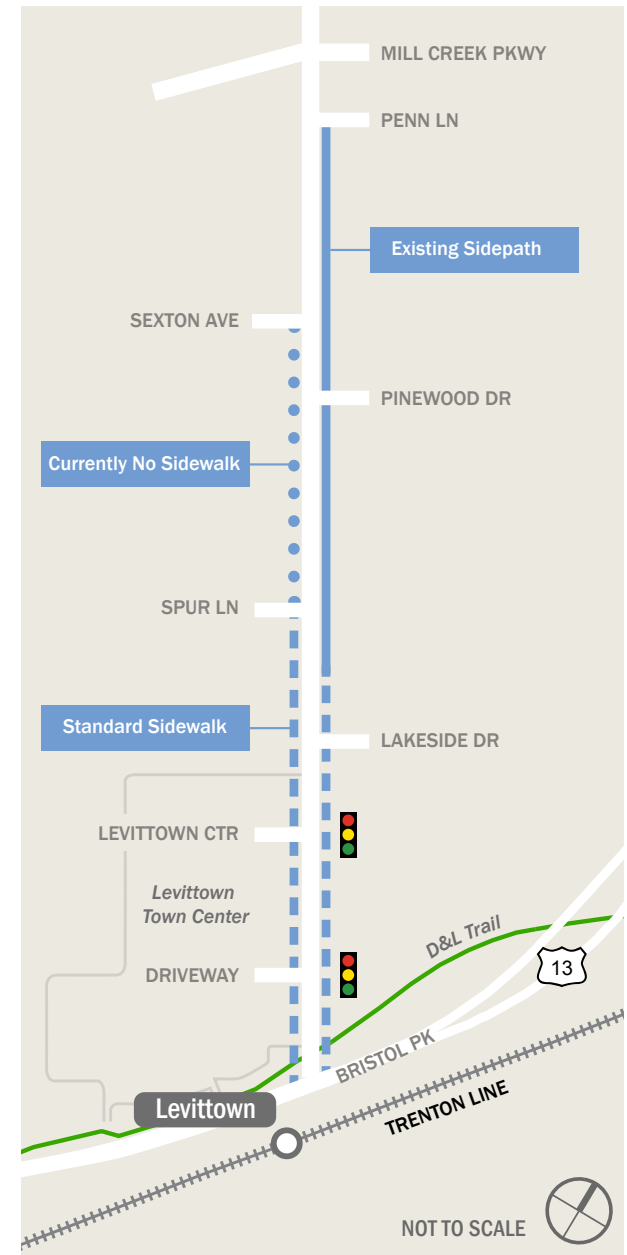 MILL CREEK PKWY
PENN LN
Existing Sidepath
SEXTON AVE
PINEWOOD DR
Currently No Sidewalk
SPUR LN
Standard Sidewalk
LAKESIDE DR
LEVITTOWN CTR
Levittown
Town Center
D&L Trail
13
DRIVEWAY
BRISTOL PK
Levittown
TRENTON LINE
NOT TO SCALE